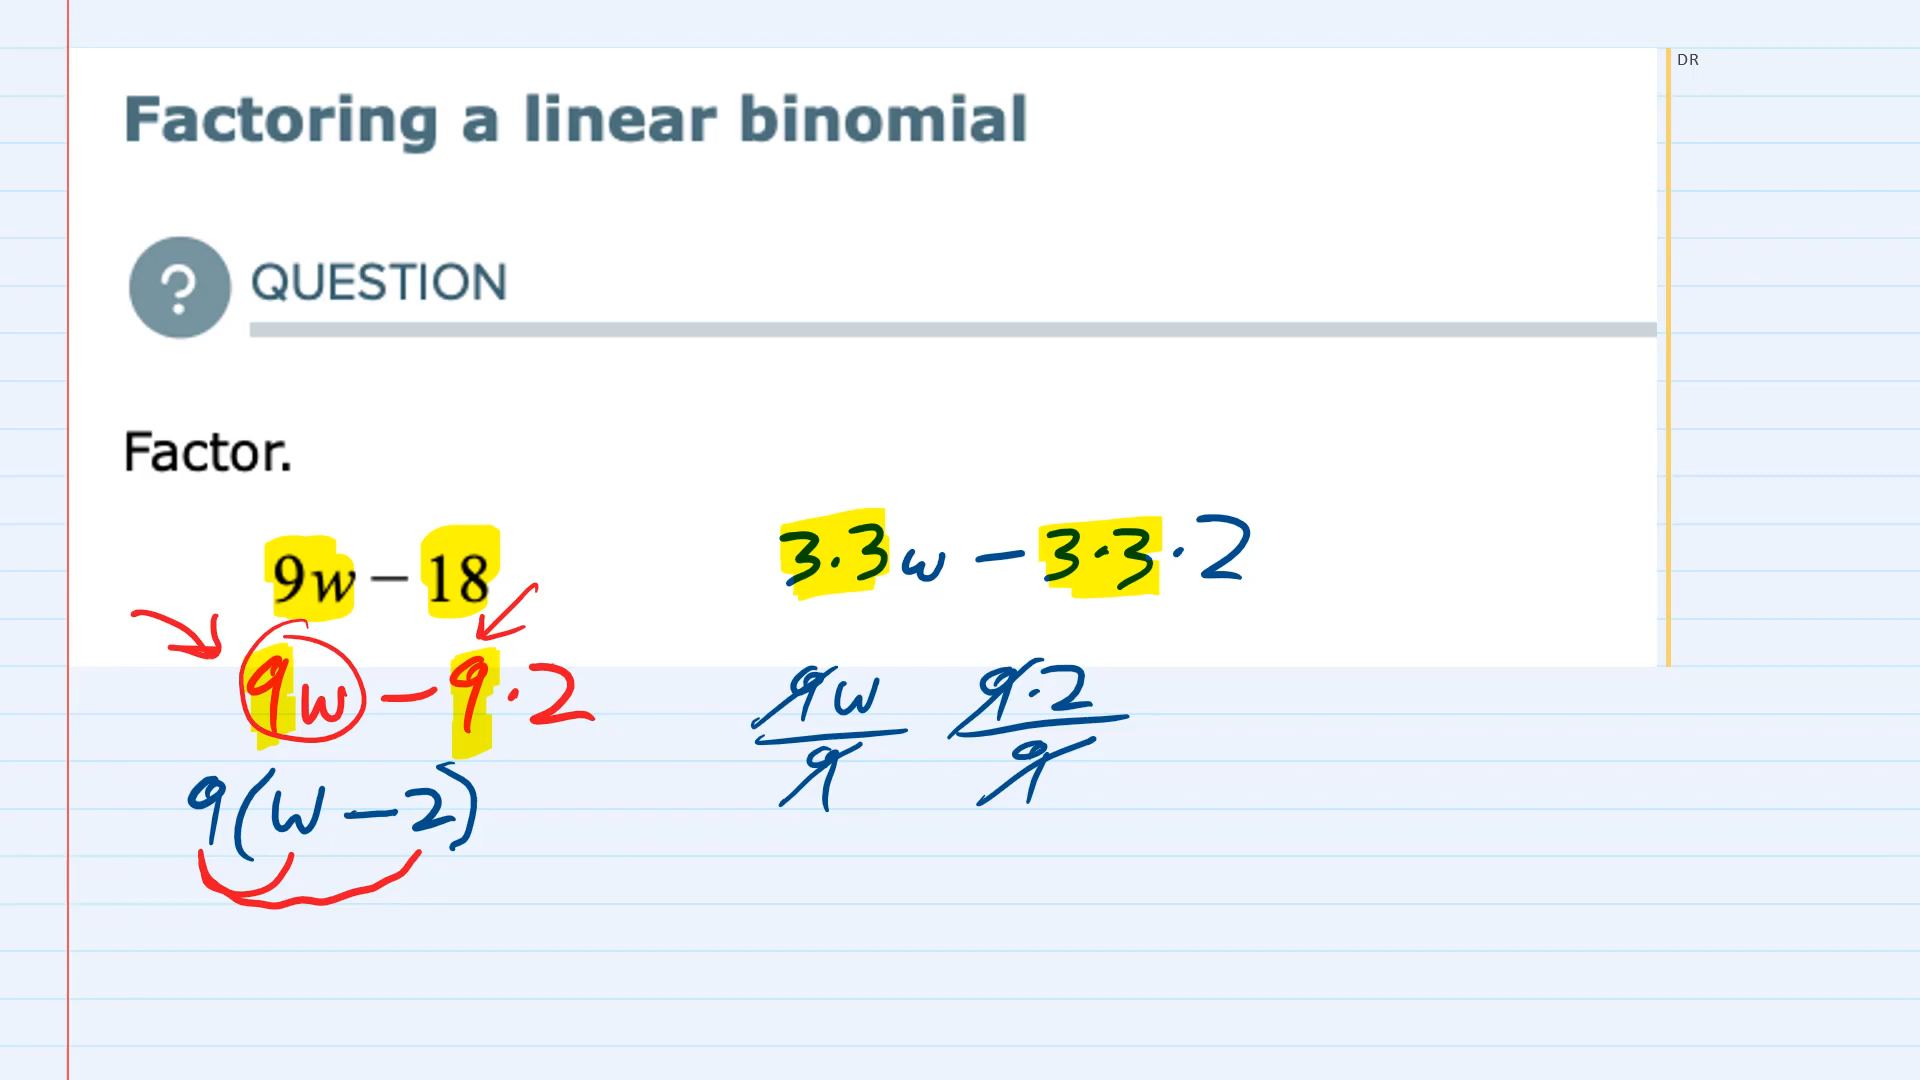 DR
Factoring a linear binomial
?
QUESTION
Factor.
9w − 18
3·3w − 3·3·2
9w − 9·2
9w/9 9·2/9
9(w − 2)